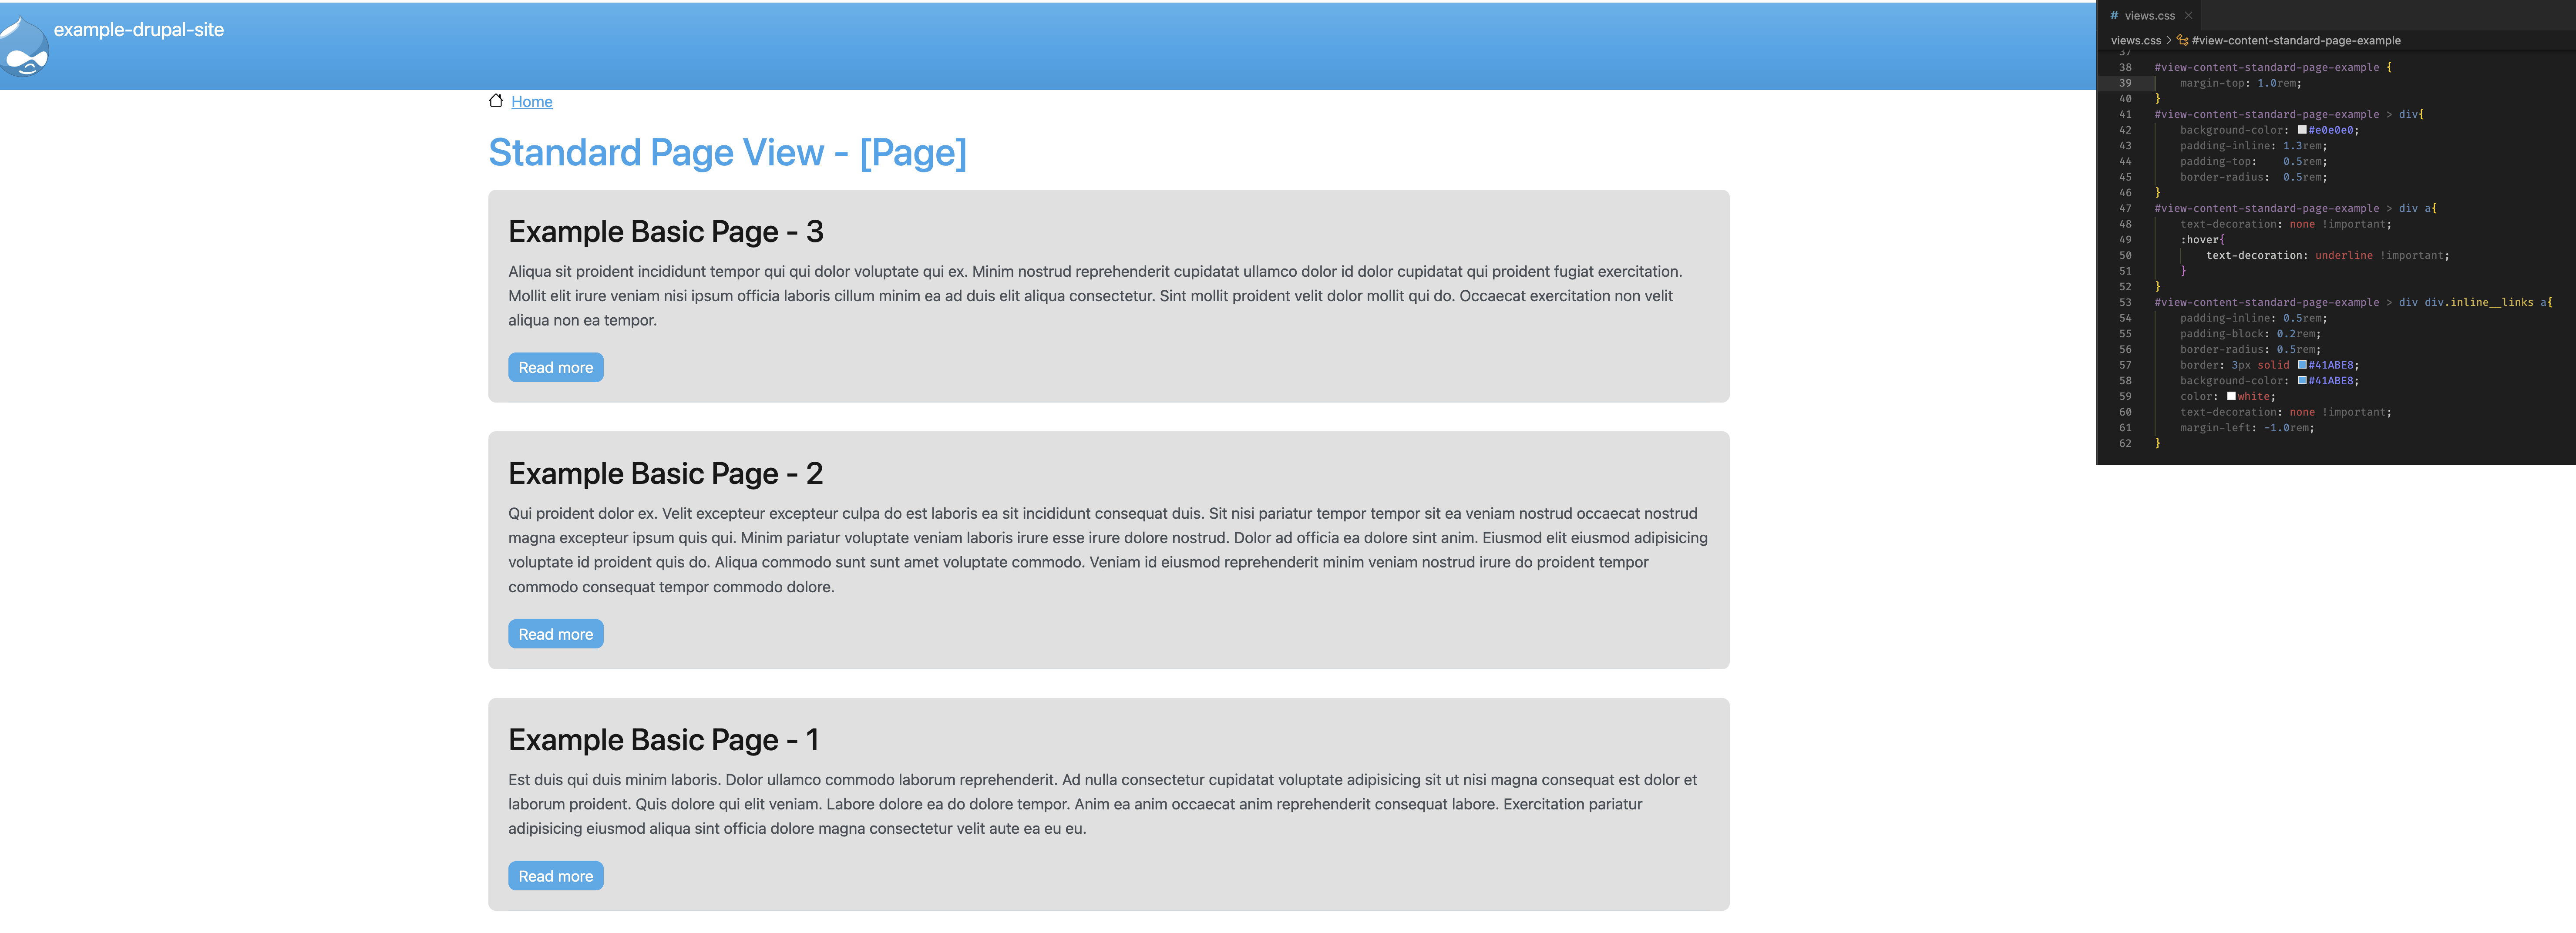 example-drupal-site
Home
Standard Page View - [Page]
Example Basic Page - 3
Aliqua sit proident incididunt tempor qui qui dolor voluptate qui ex. Minim nostrud reprehenderit cupidatat ullamco dolor id dolor cupidatat qui proident fugiat exercitation.
Mollit elit irure veniam nisi ipsum officia laboris cillum minim ea ad duis elit aliqua consectetur. Sint mollit proident velit dolor mollit qui do. Occaecat exercitation non velit
aliqua non ea tempor.
Read more
Example Basic Page - 2
Qui proident dolor ex. Velit excepteur excepteur culpa do est laboris ea sit incididunt consequat duis. Sit nisi pariatur tempor tempor sit ea veniam nostrud occaecat nostrud
magna excepteur ipsum quis qui. Minim pariatur voluptate veniam laboris irure esse irure dolore nostrud. Dolor ad officia ea dolore sint anim. Eiusmod elit eiusmod adipisicing
voluptate id proident quis do. Aliqua commodo sunt sunt amet voluptate commodo. Veniam id eiusmod reprehenderit minim veniam nostrud irure do proident tempor
commodo consequat tempor commodo dolore.
Read more
Example Basic Page - 1
Est duis qui duis minim laboris. Dolor ullamco commodo laborum reprehenderit. Ad nulla consectetur cupidatat voluptate adipisicing sit ut nisi magna consequat est dolor et
laborum proident. Quis dolore qui elit veniam. Labore dolore ea do dolore tempor. Anim ea anim occaecat anim reprehenderit consequat labore. Exercitation pariatur
adipisicing eiusmod aliqua sint officia dolore magna consectetur velit aute ea eu eu.
Read more
# views.css
views.css > #view-content-standard-page-example
37
38 #view-content-standard-page-example {
39 margin-top: 1.0rem;
40 }
41 #view-content-standard-page-example > div{
42 background-color: #e0e0e0;
43 padding-inline: 1.3rem;
44 padding-top: 0.5rem;
45 border-radius: 0.5rem;
46 }
47 #view-content-standard-page-example > div a{
48 text-decoration: none !important;
49 :hover{
50 text-decoration: underline !important;
51 }
52 }
53 #view-content-standard-page-example > div div.inline__links a{
54 padding-inline: 0.5rem;
55 padding-block: 0.2rem;
56 border-radius: 0.5rem;
57 border: 3px solid #41ABE8;
58 background-color: #41ABE8;
59 color: white;
60 text-decoration: none !important;
61 margin-left: -1.0rem;
62 }